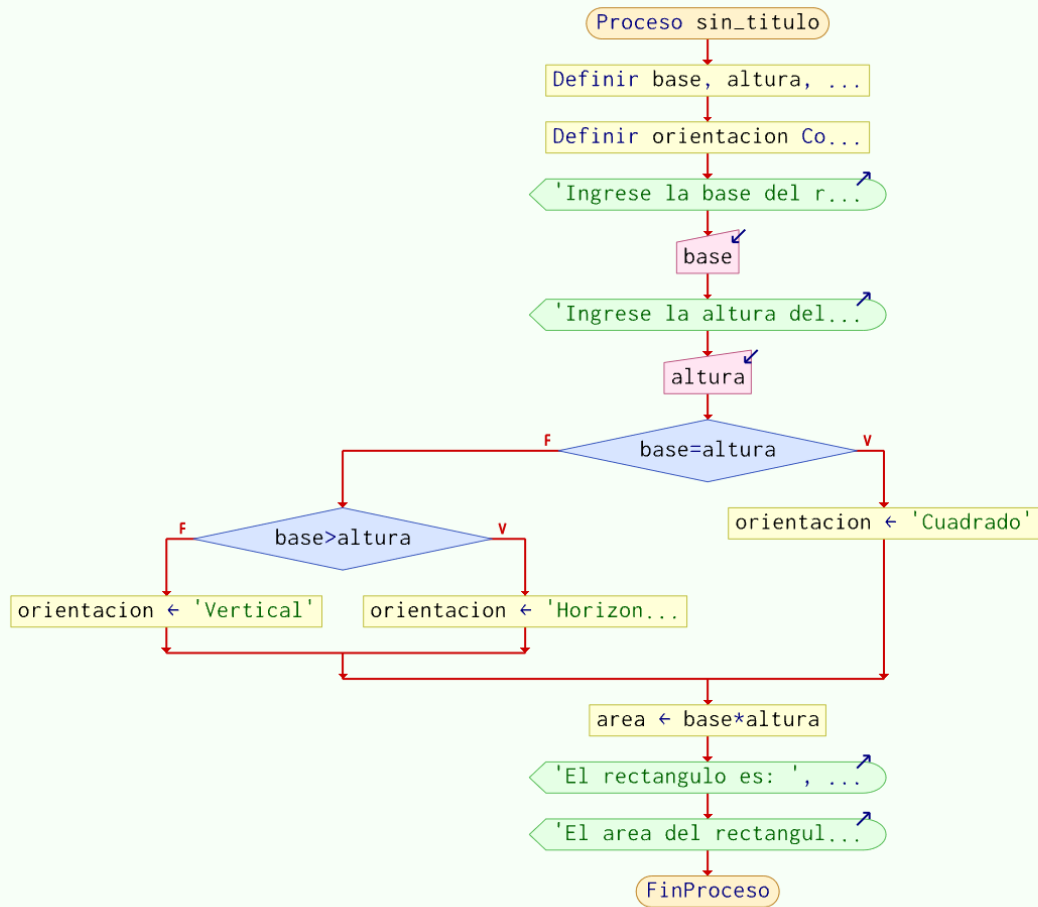 Proceso sin_titulo
Definir base, altura, ...
Definir orientacion Co...
'Ingrese la base del r...
base
'Ingrese la altura del...
altura
base=altura
F
V
base>altura
F
V
orientacion ← 'Cuadrado'
orientacion ← 'Vertical'
orientacion ← 'Horizon...
area ← base*altura
'El rectangulo es: ', ...
'El area del rectangul...
FinProceso